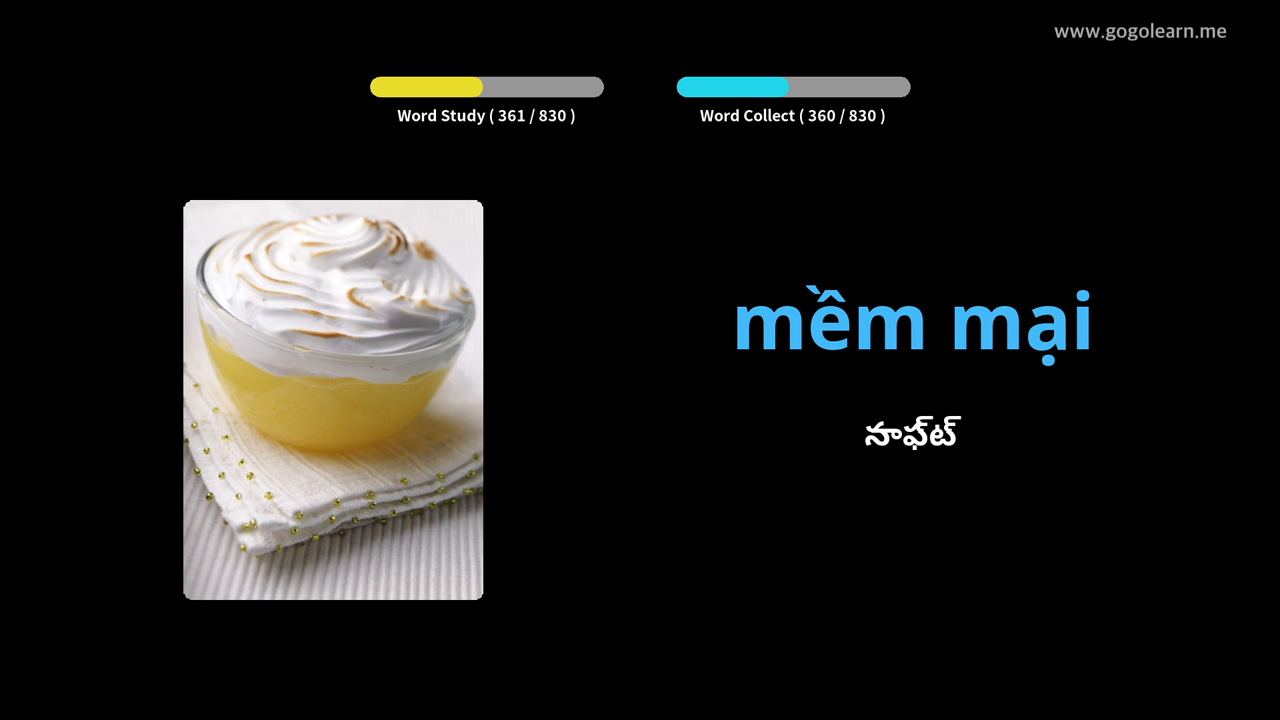 www.gogolearn.me
Word Study ( 361 / 830 )
Word Collect ( 360 / 830 )
mềm mại
నాఫ్ట్